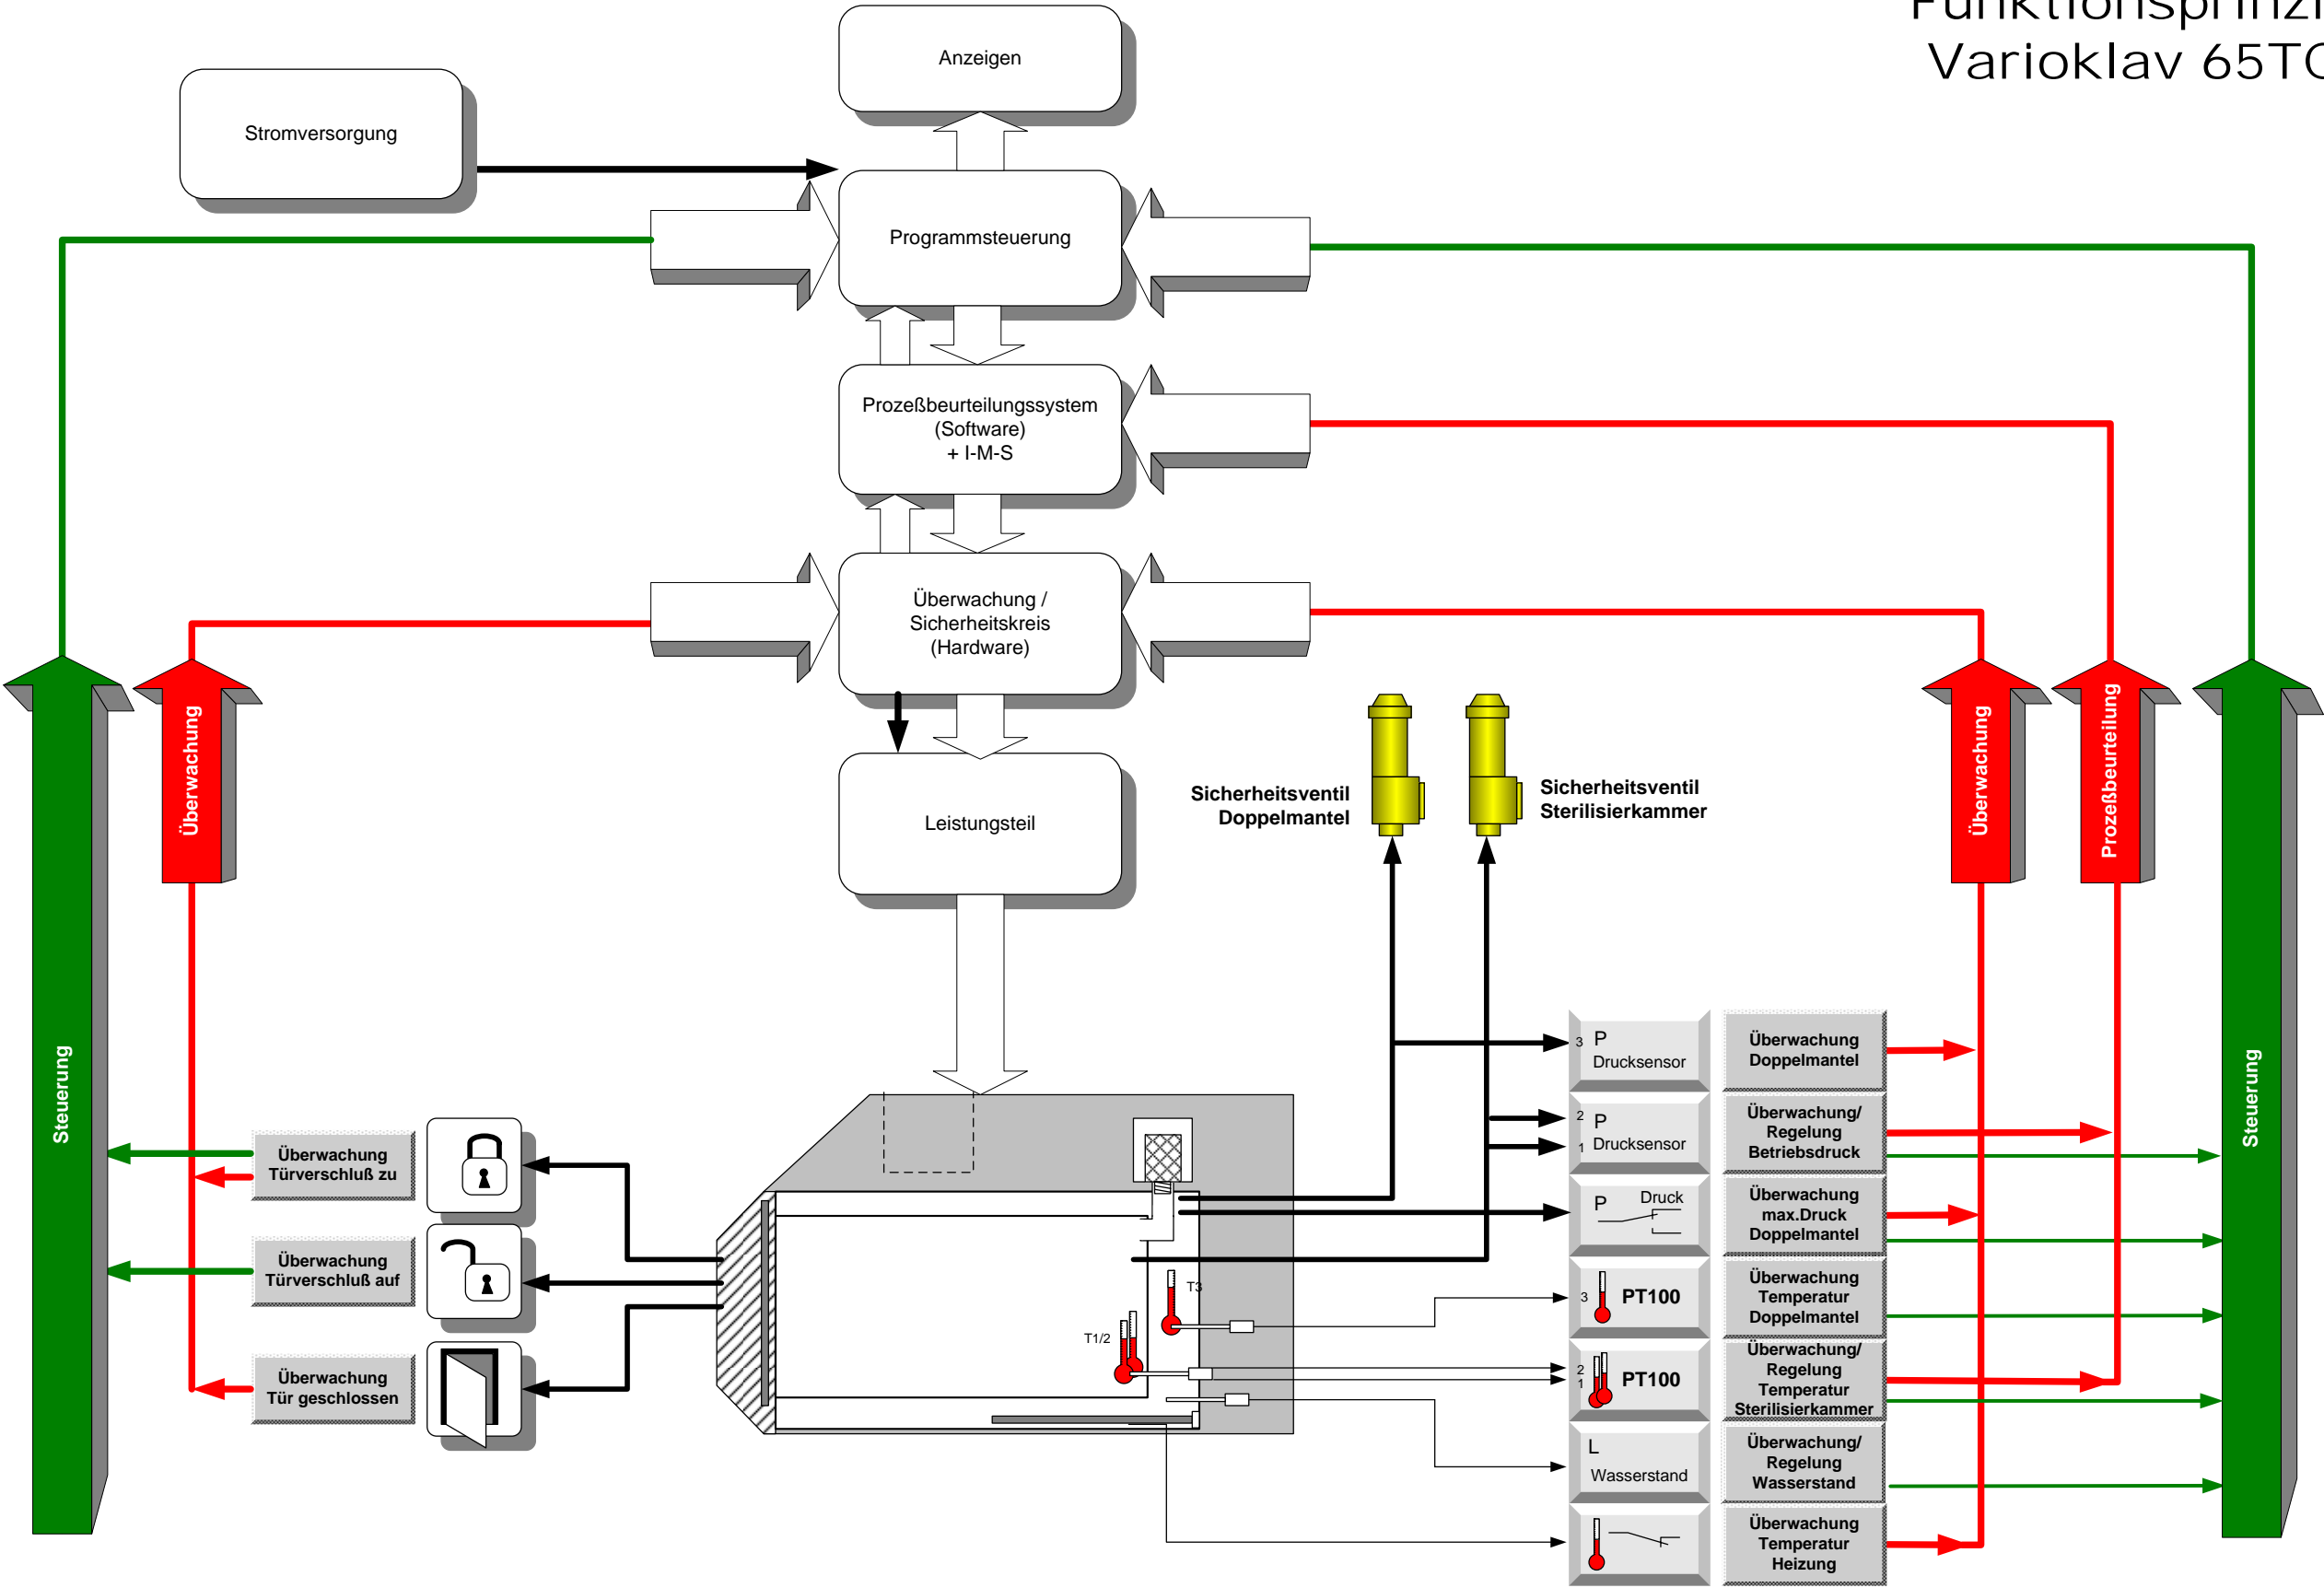 Varioklav 65TC
Anzeigen
Stromversorgung
Programmsteuerung
Prozeßbeurteilungssystem
(Software)
+ I-M-S
Überwachung /
Sicherheitskreis
(Hardware)
Leistungsteil
Sicherheitsventil
Doppelmantel
Sicherheitsventil
Sterilisierkammer
Steuerung
Überwachung
Überwachung
Prozeßbeurteilung
Steuerung
Überwachung
Türverschluß zu
Überwachung
Türverschluß auf
Überwachung
Tür geschlossen
T3
T1/2
3 P
Drucksensor
Überwachung
Doppelmantel
2 P
1 Drucksensor
Überwachung/
Regelung
Betriebsdruck
P Druck
Überwachung
max.Druck
Doppelmantel
3 PT100
Überwachung
Temperatur
Doppelmantel
2
1 PT100
Überwachung/
Regelung
Temperatur
Sterilisierkammer
L
Wasserstand
Überwachung/
Regelung
Wasserstand
Überwachung
Temperatur
Heizung